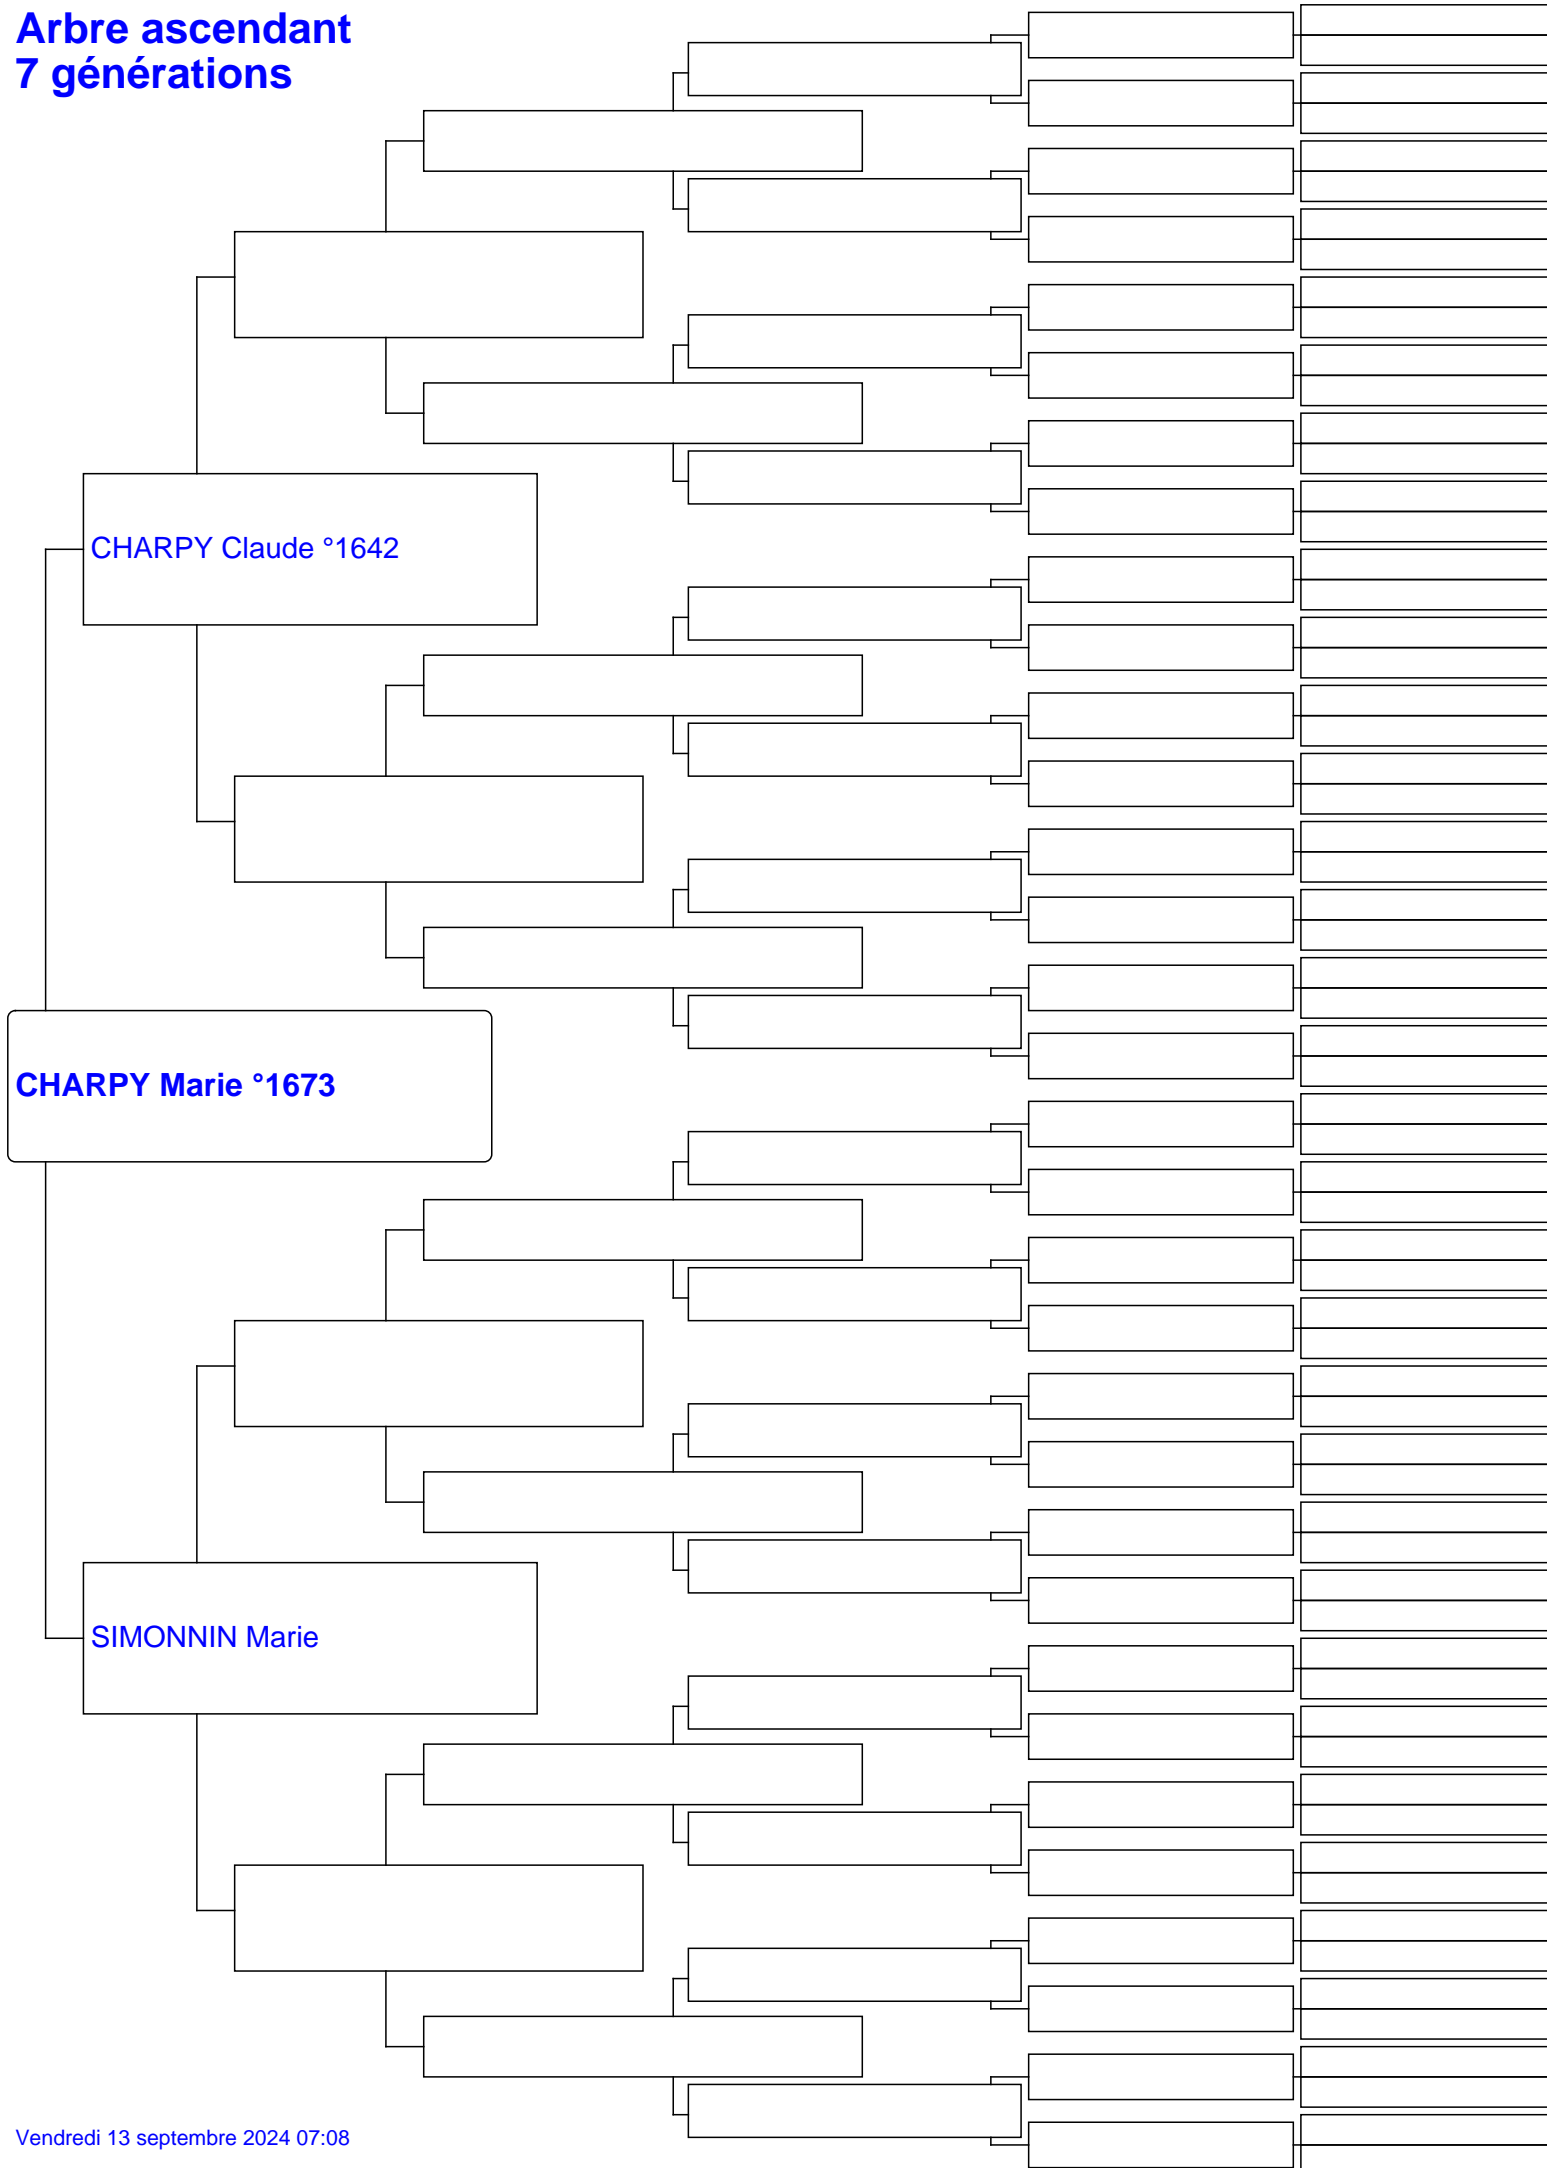 Arbre ascendant
7 générations
CHARPY Claude °1642
CHARPY Marie °1673
SIMONNIN Marie
Vendredi 13 septembre 2024 07:08